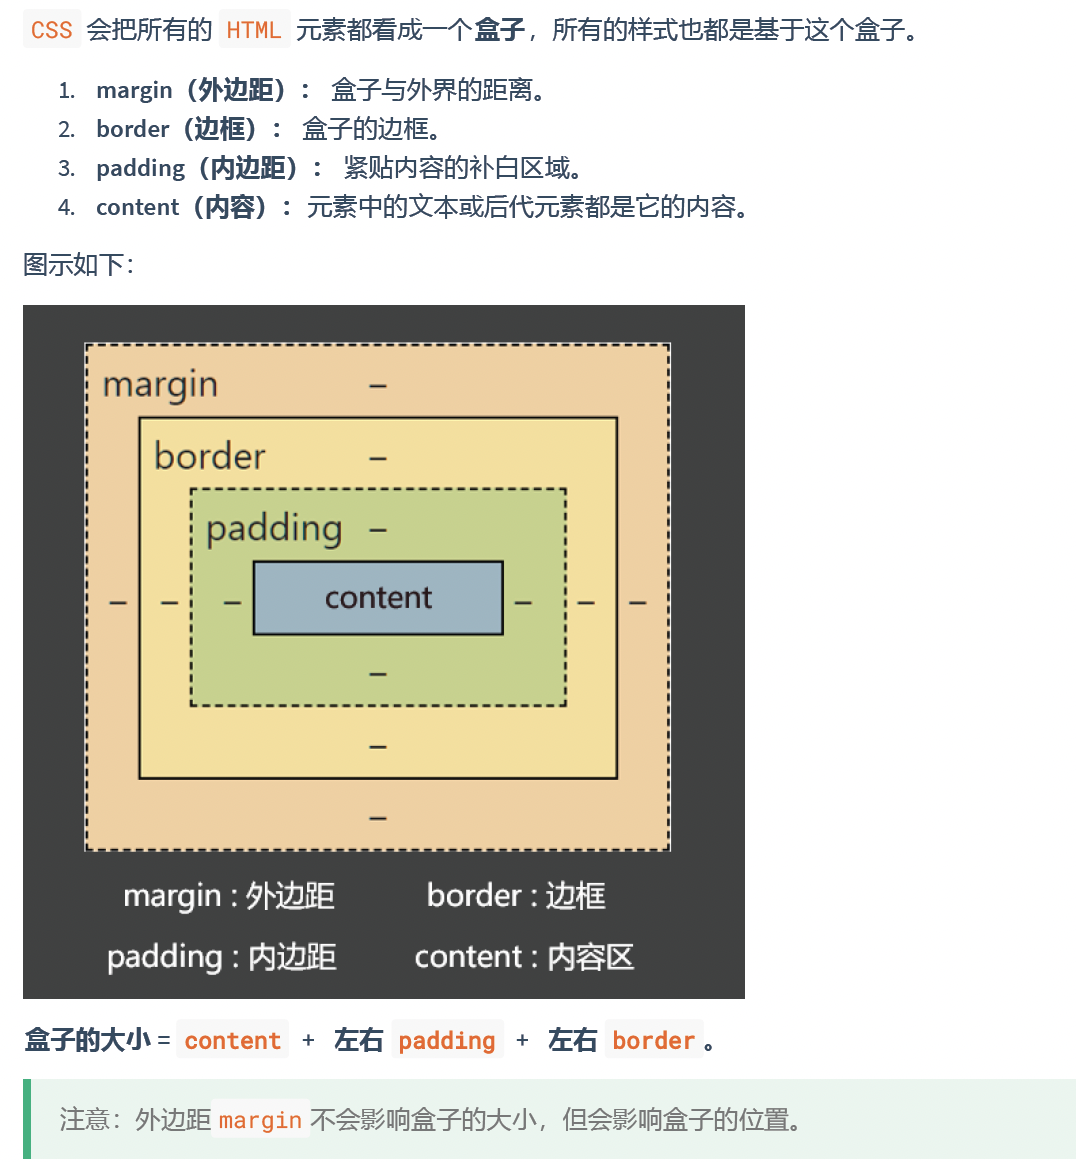 CSS 会把所有的 HTML 元素都看成一个盒子，所有的样式也都是基于这个盒子。
1. margin（外边距）： 盒子与外界的距离。
2. border（边框）： 盒子的边框。
3. padding（内边距）： 紧贴内容的补白区域。
4. content（内容）：元素中的文本或后代元素都是它的内容。
图示如下：
margin –
border –
padding –
– – – content – – –
–
–
–
margin : 外边距 border : 边框
padding : 内边距 content : 内容区
盒子的大小 = content + 左右 padding + 左右 border 。
注意：外边距 margin 不会影响盒子的大小，但会影响盒子的位置。